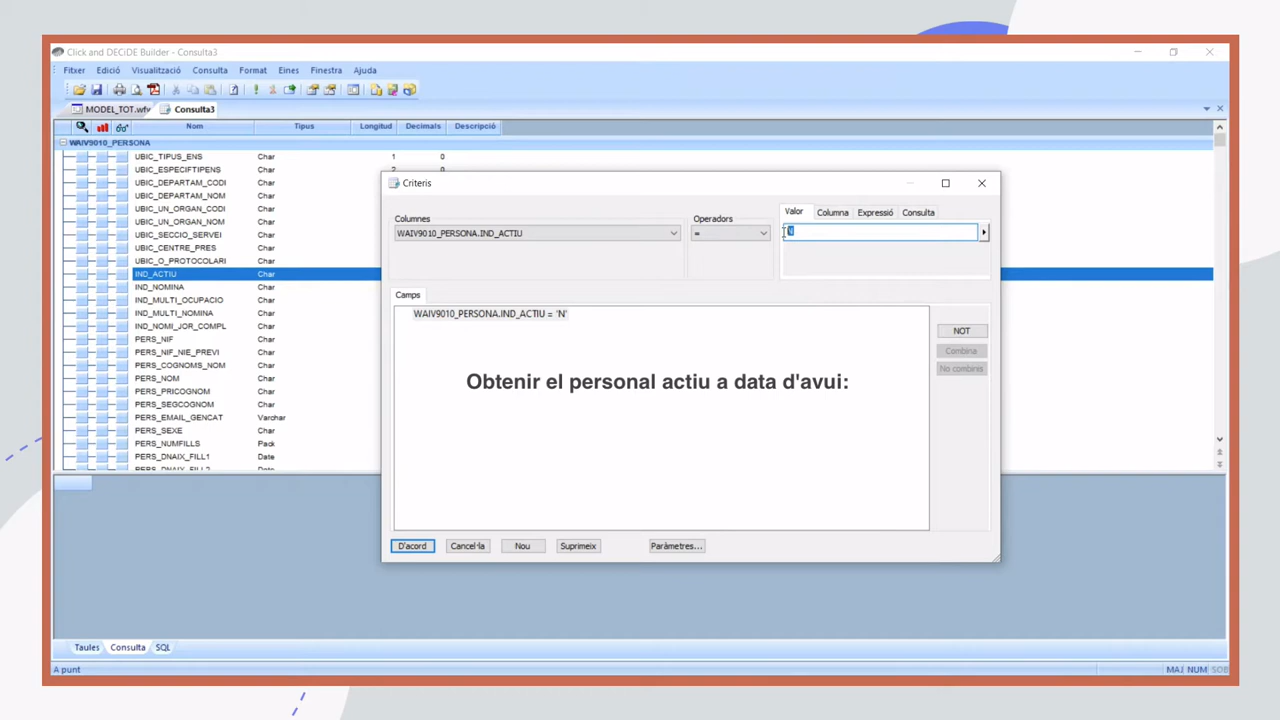 Click and DECiDE Builder - Consulta3
Fitxer Edició Visualització Consulta Format Eines Finestra Ajuda
MODEL_TOT.wfv Consulta3
Nom Tipus Longitud Decimals Descripció
WAIV9010_PERSONA
UBIC_TIPUS_ENS Char 1 0
UBIC_ESPECIFTIPENS Char 2 0
UBIC_DEPARTAM_CODI Char
UBIC_DEPARTAM_NOM Char
UBIC_UN_ORGAN_CODI Char
UBIC_UN_ORGAN_NOM Char
UBIC_SECCIO_SERVEI Char
UBIC_CENTRE_PRES Char
UBIC_O_PROTOCOLARI Char
IND_ACTIU Char
IND_NOMINA Char
IND_MULTI_OCUPACIO Char
IND_MULTI_NOMINA Char
IND_NOMI_JOR_COMPL Char
PERS_NIF Char
PERS_NIF_NIE_PREVI Char
PERS_COGNOMS_NOM Char
PERS_NOM Char
PERS_PRICOGNOM Char
PERS_SEGCOGNOM Char
PERS_EMAIL_GENCAT Varchar
PERS_SEXE Char
PERS_NUMFILLS Pack
PERS_DNAIX_FILL1 Date
PERS_DNAIX_FILL2 Date
Criteris
Columnes Operadors Valor Columna Expressió Consulta
WAIV9010_PERSONA.IND_ACTIU =
Camps
WAIV9010_PERSONA.IND_ACTIU = 'N'
NOT
Combina
No combinis
Obtenir el personal actiu a data d'avui:
D'acord Cancel·la Nou Suprimeix Paràmetres...
Taules Consulta SQL
A punt MAJ NUM SOB